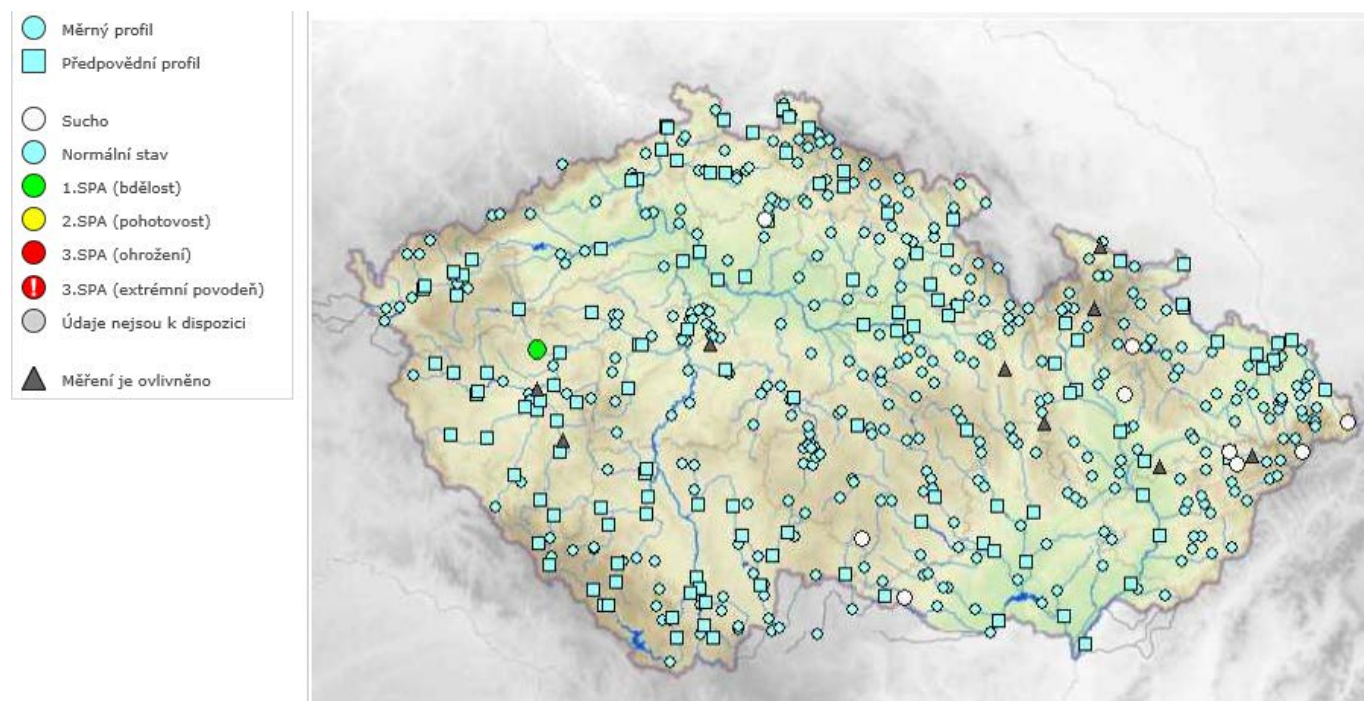 Měrný profil
Předpovědní profil
Sucho
Normální stav
1.SPA (bdělost)
2.SPA (pohotovost)
3.SPA (ohrožení)
3.SPA (extrémní povodeň)
Údaje nejsou k dispozici
Měření je ovlivněno